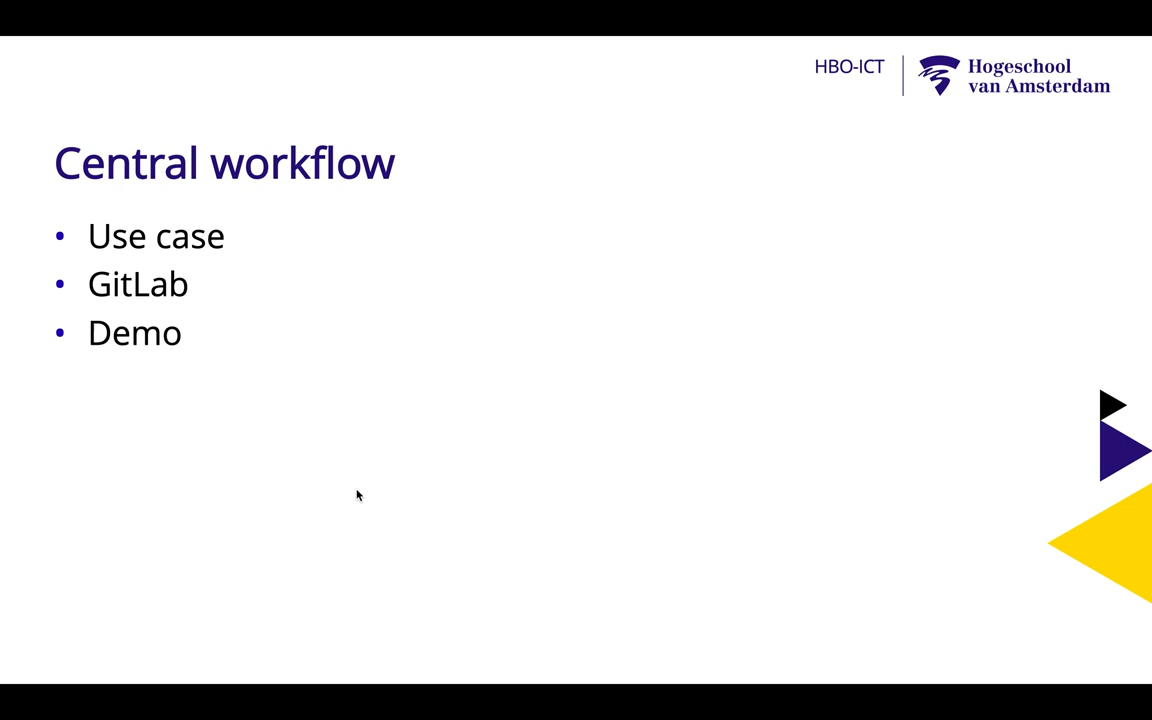 HBO-ICT
Hogeschool
van Amsterdam
Central workflow
• Use case
• GitLab
• Demo